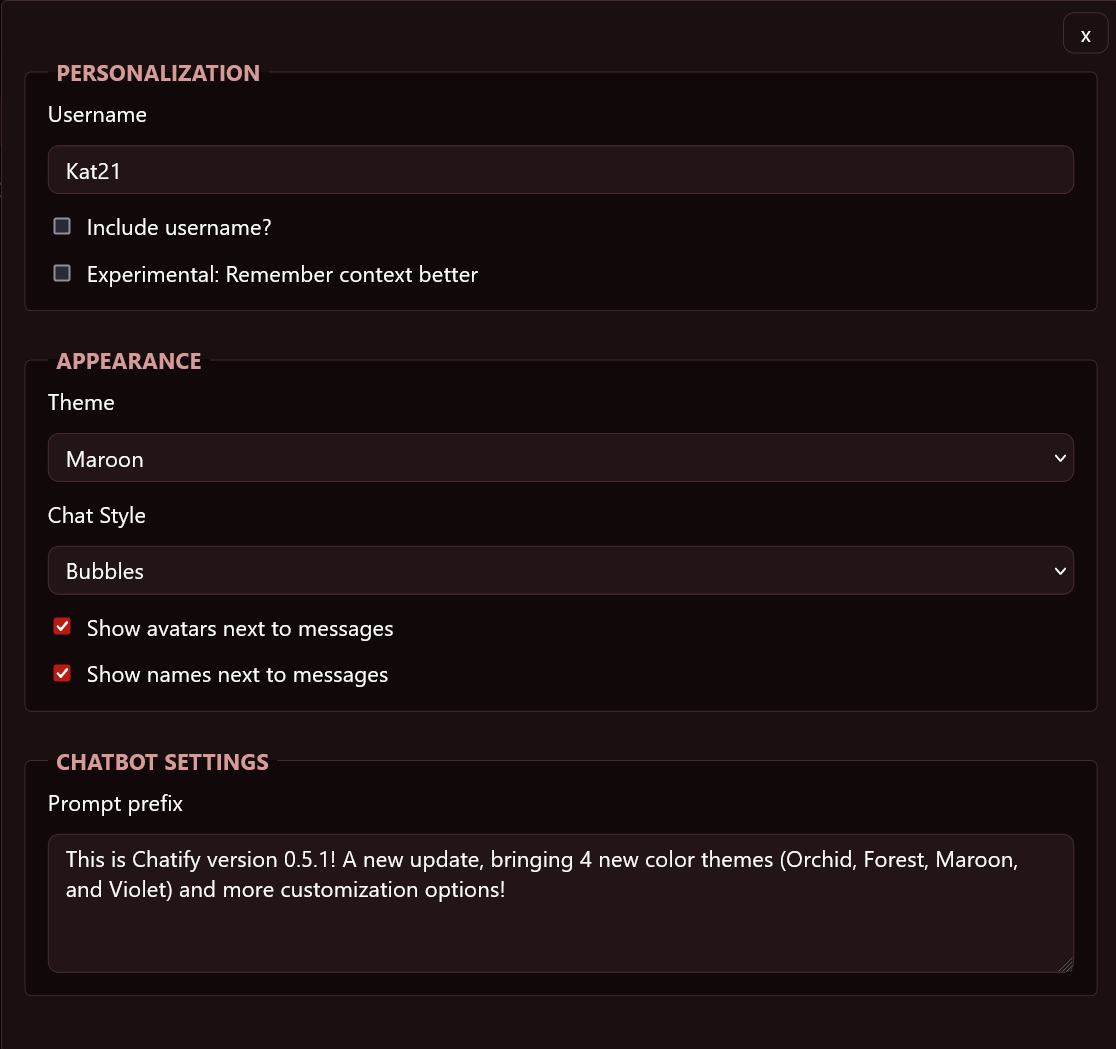 x
PERSONALIZATION
Username
Kat21
Include username?
Experimental: Remember context better
APPEARANCE
Theme
Maroon
Chat Style
Bubbles
Show avatars next to messages
Show names next to messages
CHATBOT SETTINGS
Prompt prefix
This is Chatify version 0.5.1! A new update, bringing 4 new color themes (Orchid, Forest, Maroon,
and Violet) and more customization options!